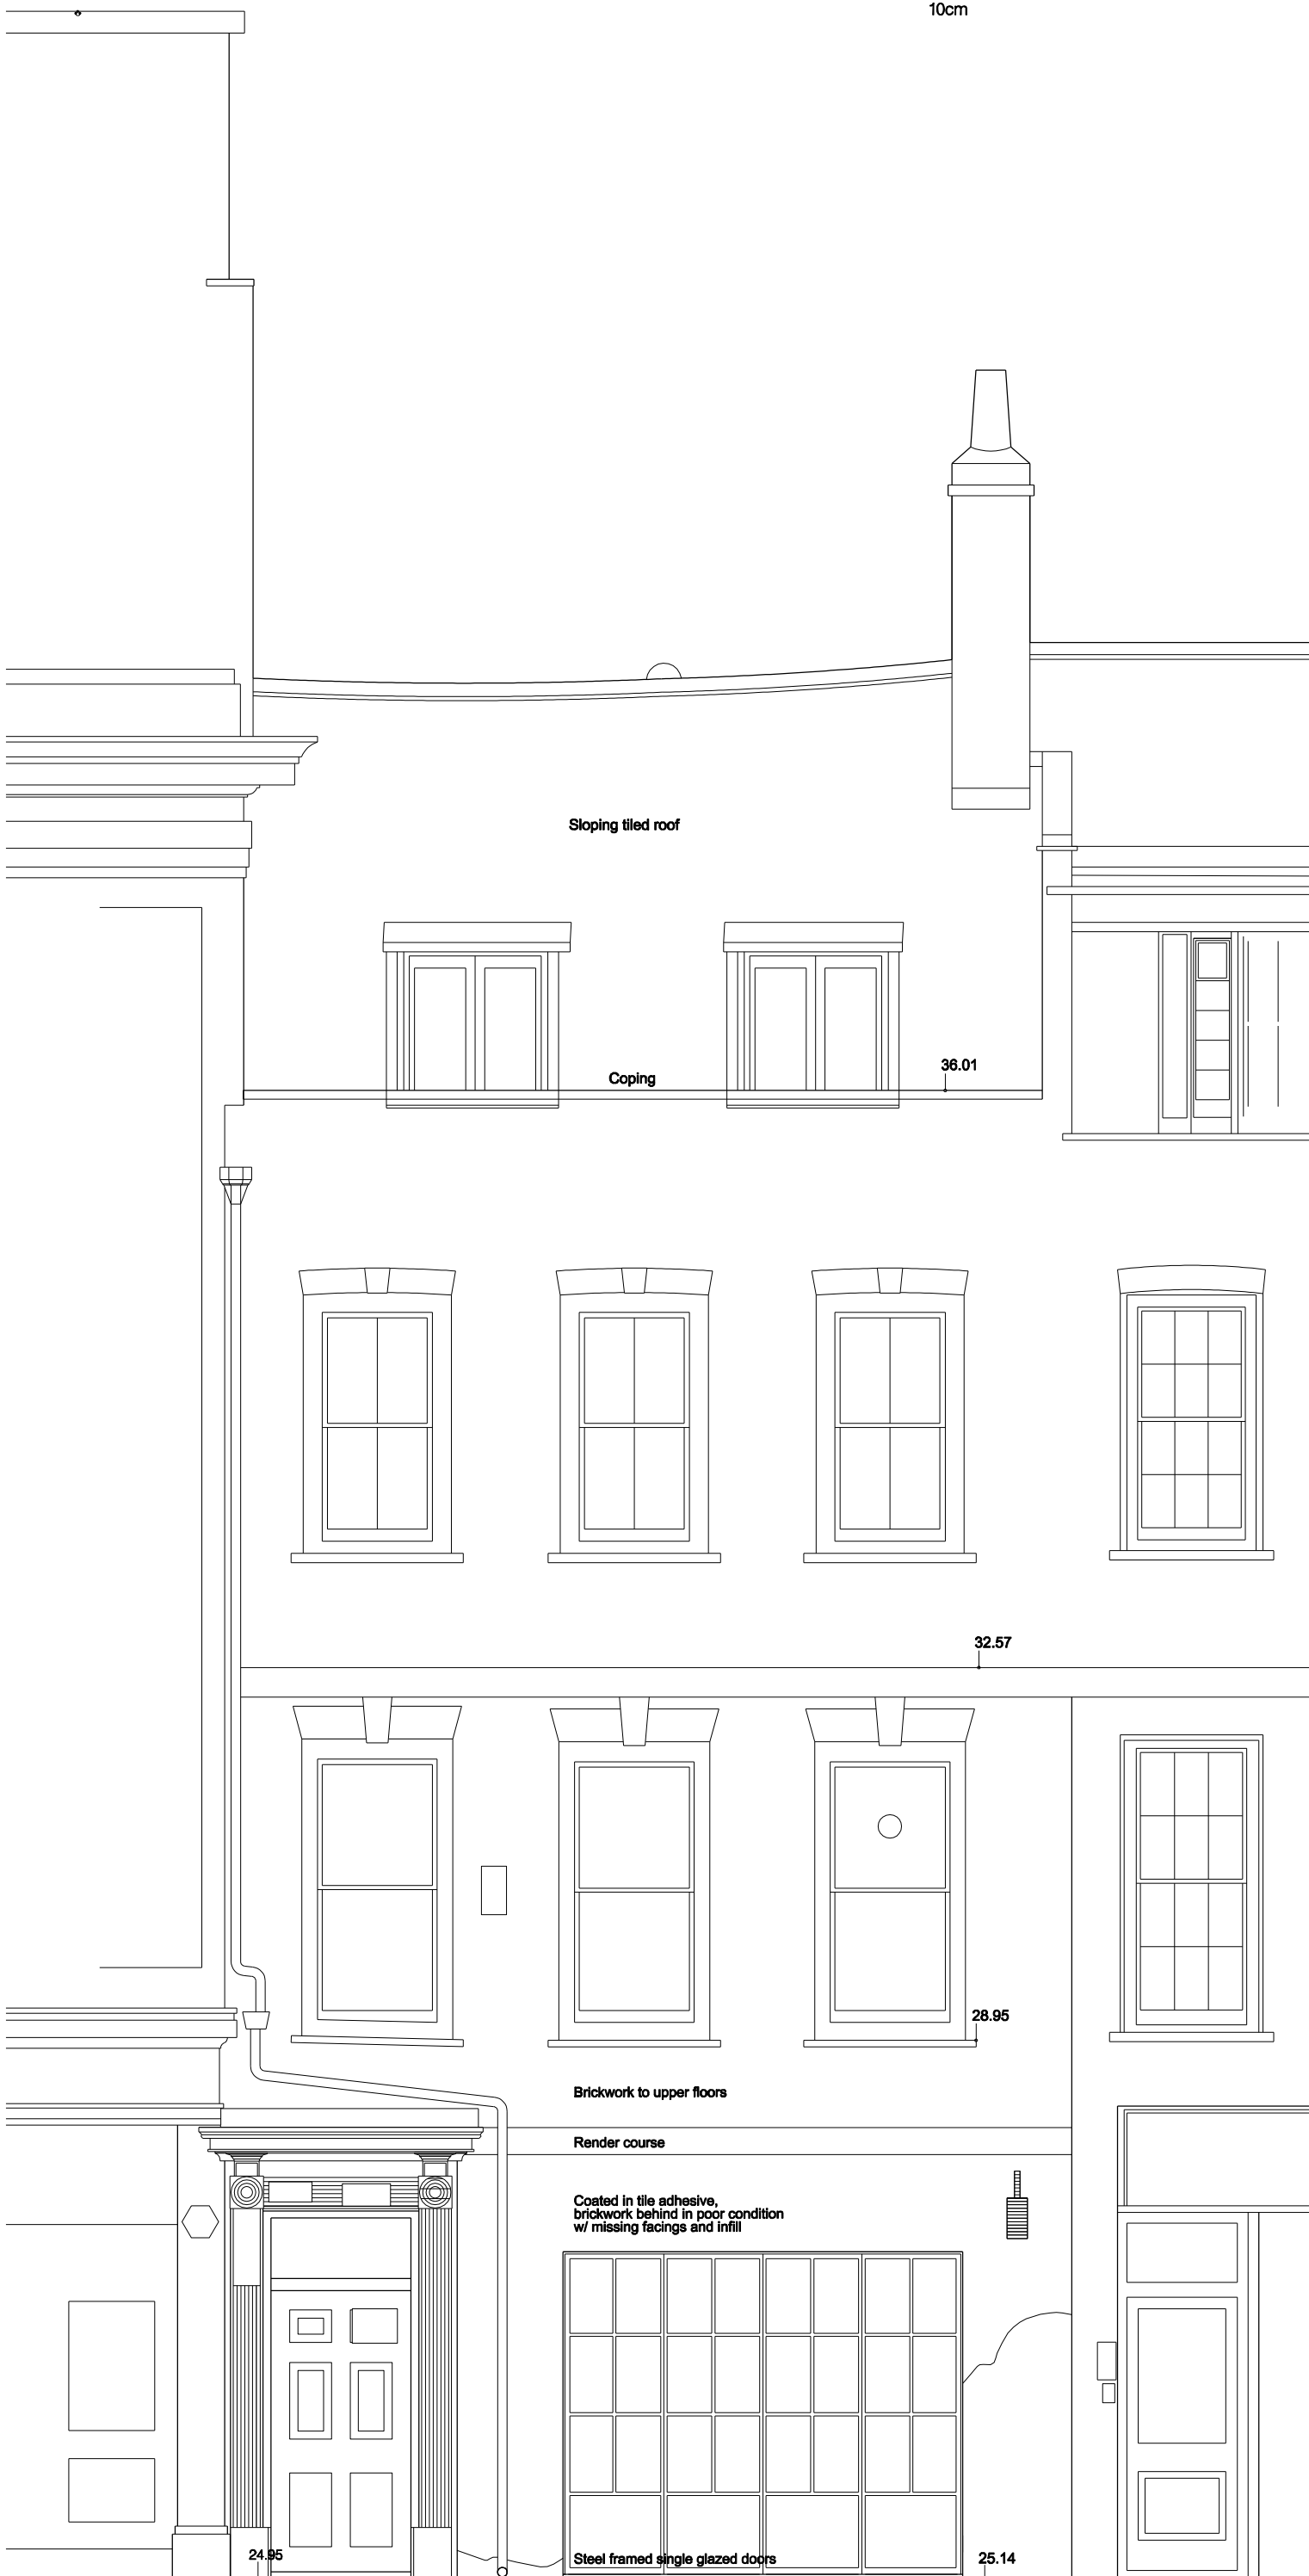 10cm
Sloping tiled roof
36.01
Coping
32.57
28.95
Brickwork to upper floors
Render course
Coated in tile adhesive,
brickwork behind in poor condition
w/ missing facings and infill
24.95
Steel framed single glazed doors
25.14